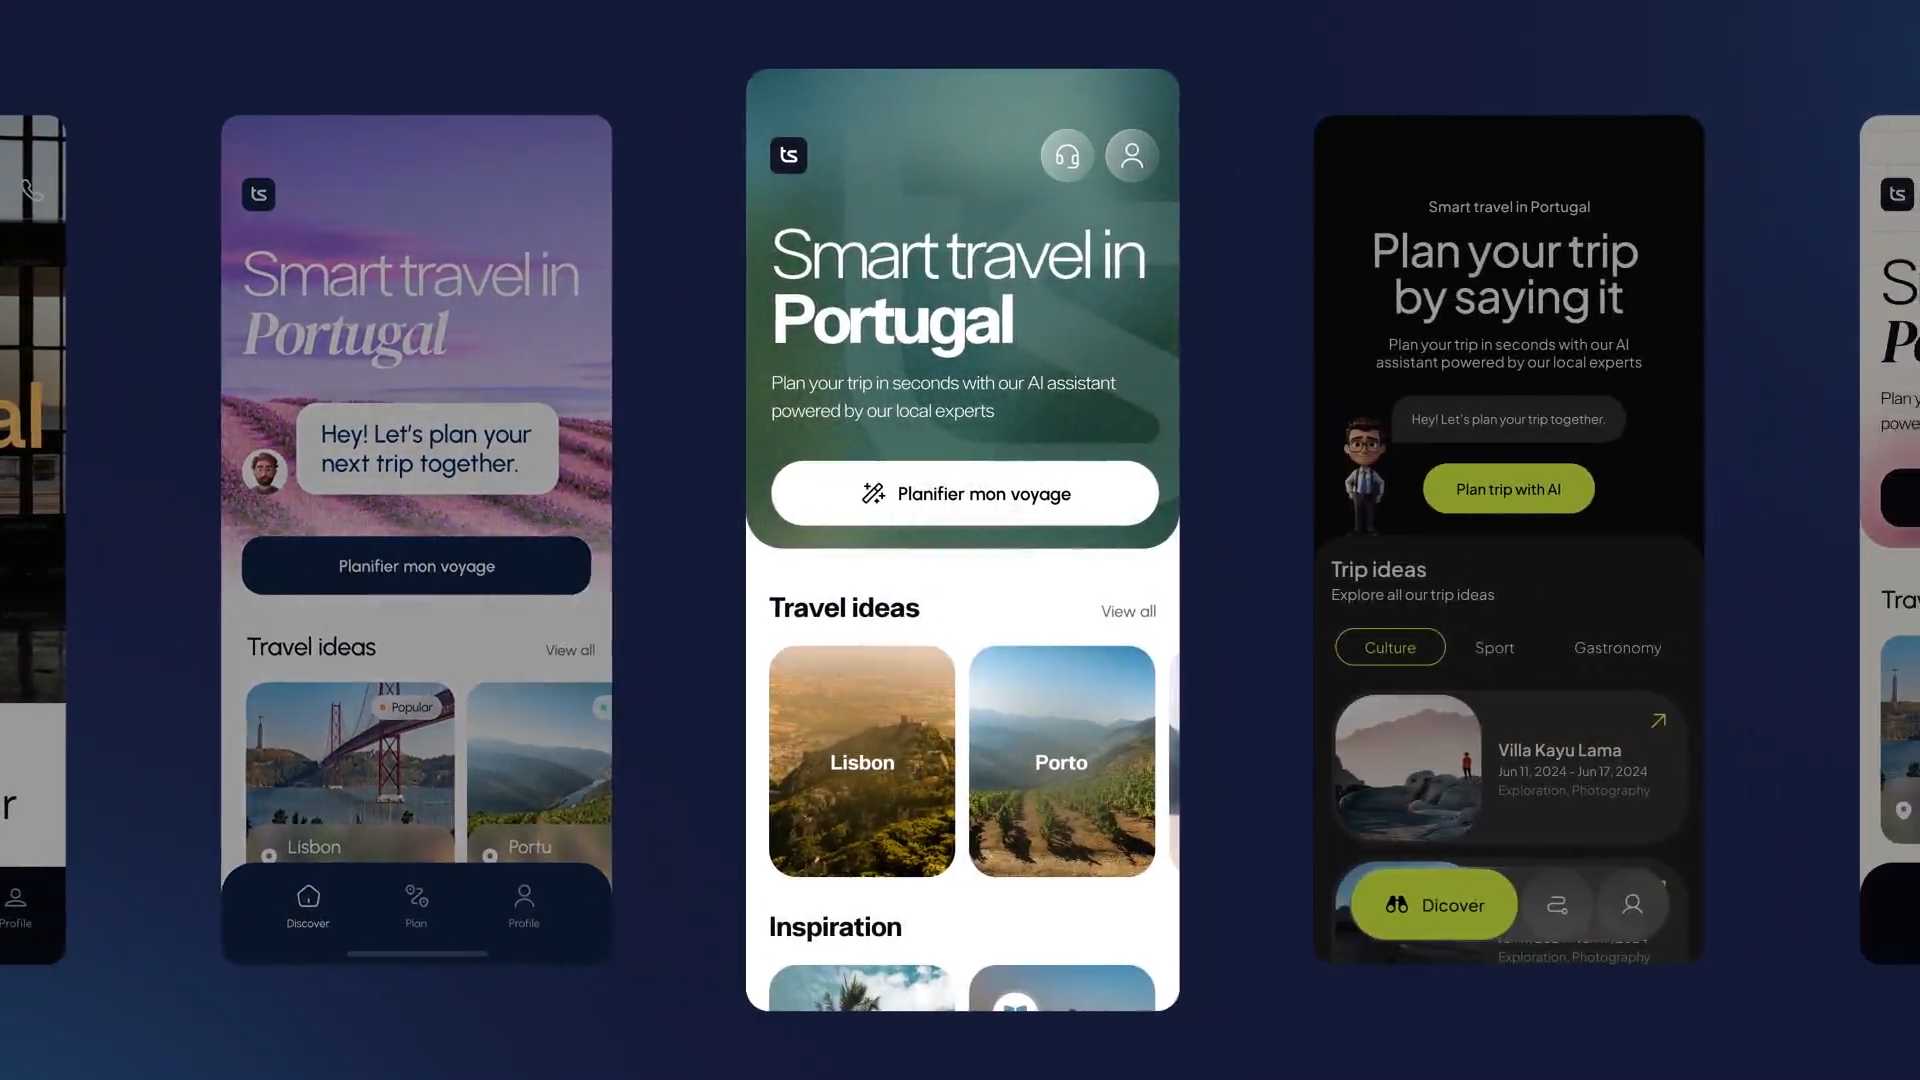 al
r
Profile
ts
Smart travel in
Portugal
Hey! Let's plan your
next trip together.
Planifier mon voyage
Travel ideas
View all
Popular
Lisbon
Portu
Discover
Plan
Profile
ts
Smart travel in
Portugal
Plan your trip in seconds with our AI assistant
powered by our local experts
Planifier mon voyage
Travel ideas
View all
Lisbon
Porto
Inspiration
Smart travel in Portugal
Plan your trip
by saying it
Plan your trip in seconds with our AI
assistant powered by our local experts
Hey! Let's plan your trip together.
Plan trip with AI
Trip ideas
Explore all our trip ideas
Culture
Sport
Gastronomy
Villa Kayu Lama
Jun 11, 2024 - Jun 17, 2024
Exploration, Photography
Dicover
Exploration, Photography
ts
S
Po
Plan y
powe
Tra